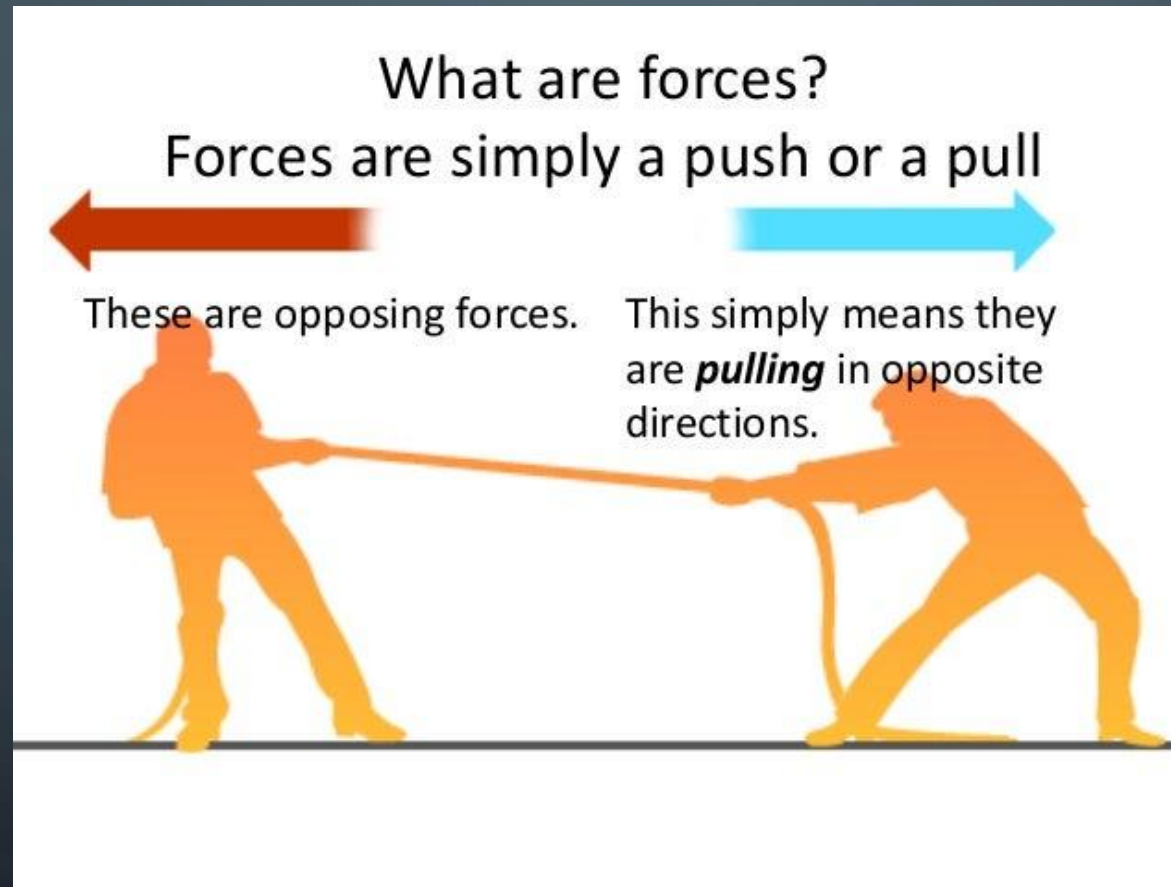 What are forces?
Forces are simply a push or a pull
These are opposing forces.
This simply means they
are pulling in opposite
directions.